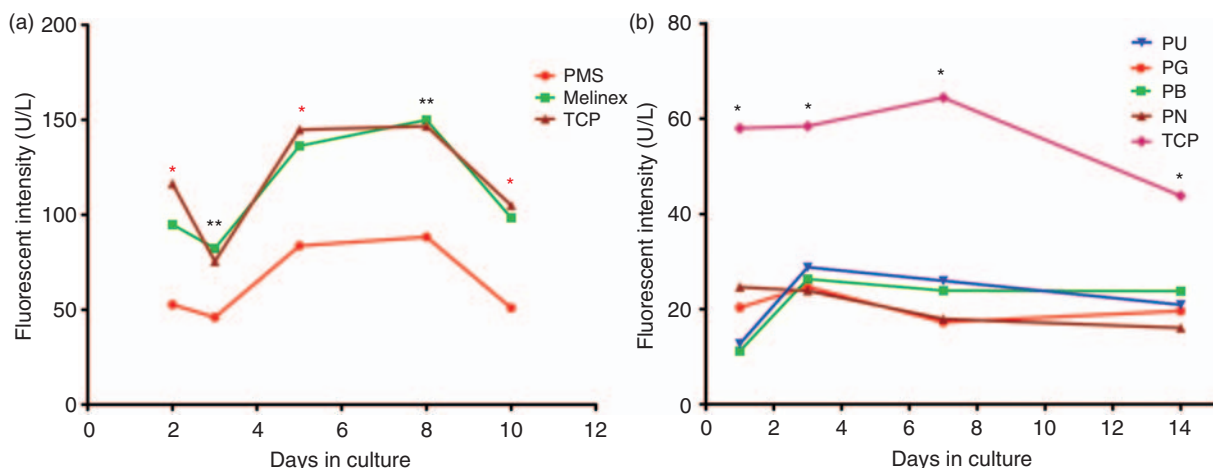 (a)
200
150
100
50
0
Fluorescent intensity (U/L)
*
**
*
**
*
PMS
Melinex
TCP
0 2 4 6 8 10 12
Days in culture
(b)
80
60
40
20
0
Fluorescent intensity (U/L)
*
*
*
*
PU
PG
PB
PN
TCP
0 2 4 6 8 10 12 14
Days in culture